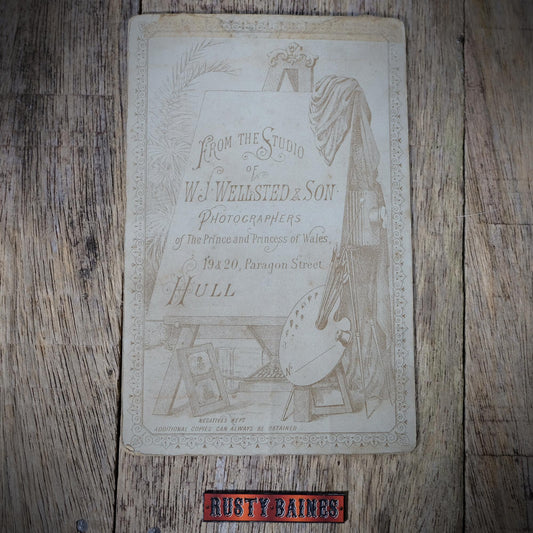 FROM THE STUDIO
OF
W.J. WELLSTED & SON.
PHOTOGRAPHERS
of The Prince and Princess of Wales,
19 & 20, Paragon Street
HULL
Nº
NEGATIVES KEPT
ADDITIONAL COPIES CAN ALWAYS BE OBTAINED
RUSTY BAINES